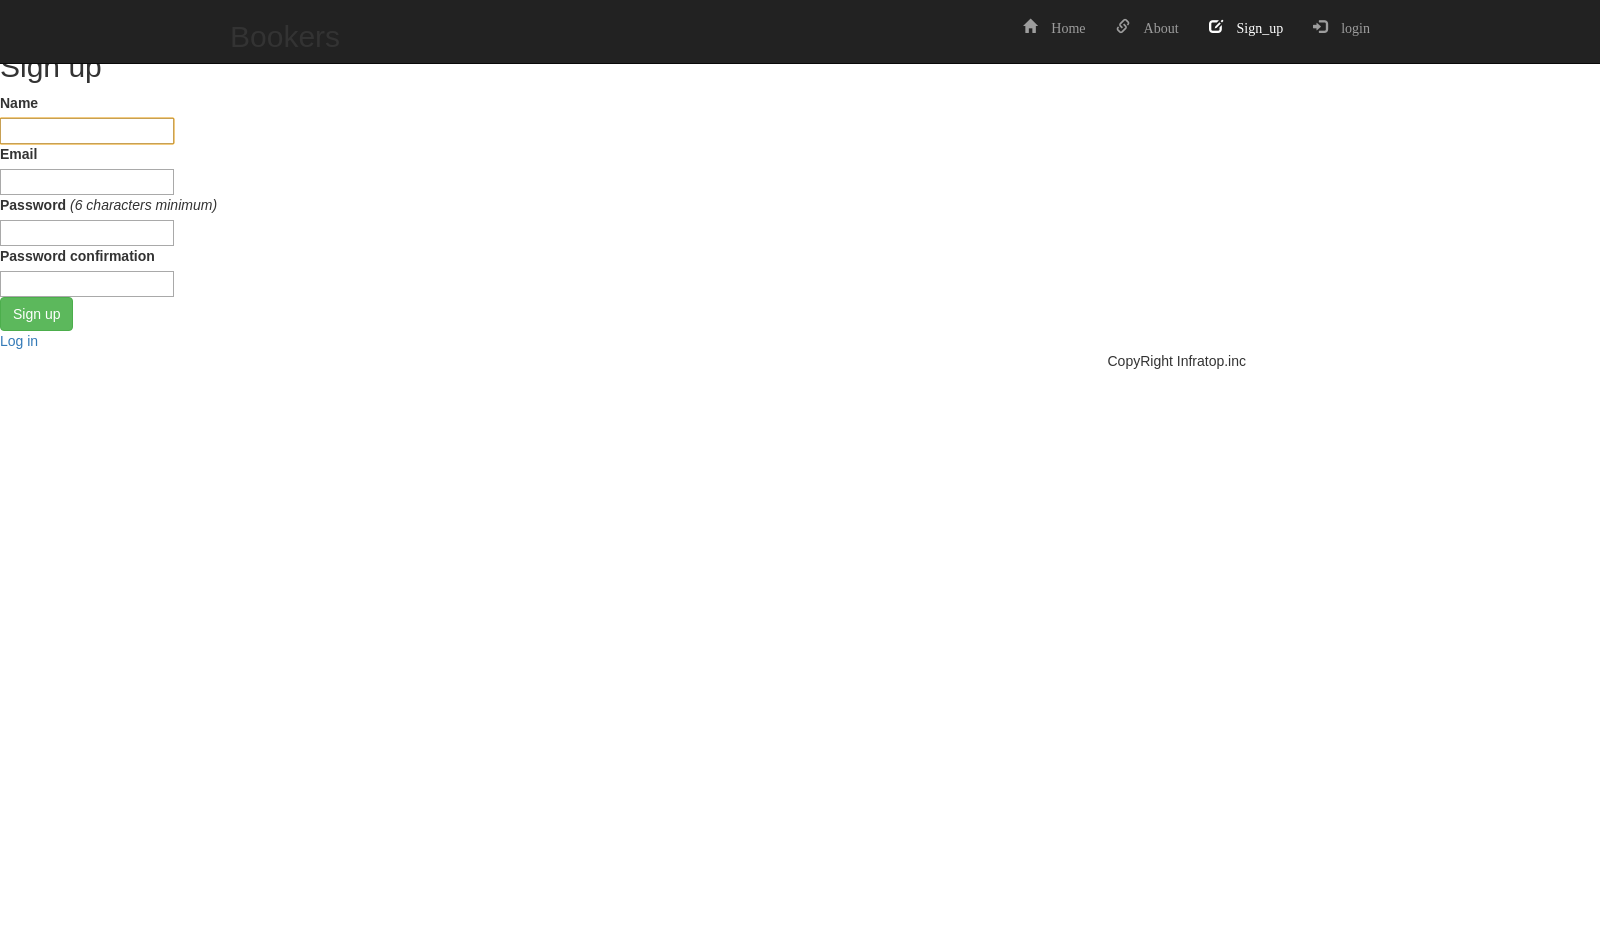 Bookers
Home About Sign_up login
Sign up
Name
Email
Password (6 characters minimum)
Password confirmation
Sign up
Log in
CopyRight Infratop.inc